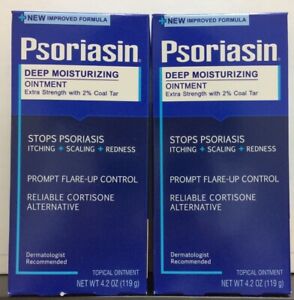 +NEW IMPROVED FORMULA
Psoriasin
DEEP MOISTURIZING
OINTMENT
Extra Strength with 2% Coal Tar
STOPS PSORIASIS
ITCHING + SCALING + REDNESS
PROMPT FLARE-UP CONTROL
RELIABLE CORTISONE
ALTERNATIVE
Dermatologist
Recommended
TOPICAL OINTMENT
NET WT 4.2 OZ (119 g)
+NEW IMPROVED FORMULA
Psoriasin
DEEP MOISTURIZING
OINTMENT
Extra Strength with 2% Coal Tar
STOPS PSORIASIS
ITCHING + SCALING + REDNESS
PROMPT FLARE-UP CONTROL
RELIABLE CORTISONE
ALTERNATIVE
Dermatologist
Recommended
TOPICAL OINTMENT
NET WT 4.2 OZ (119 g)